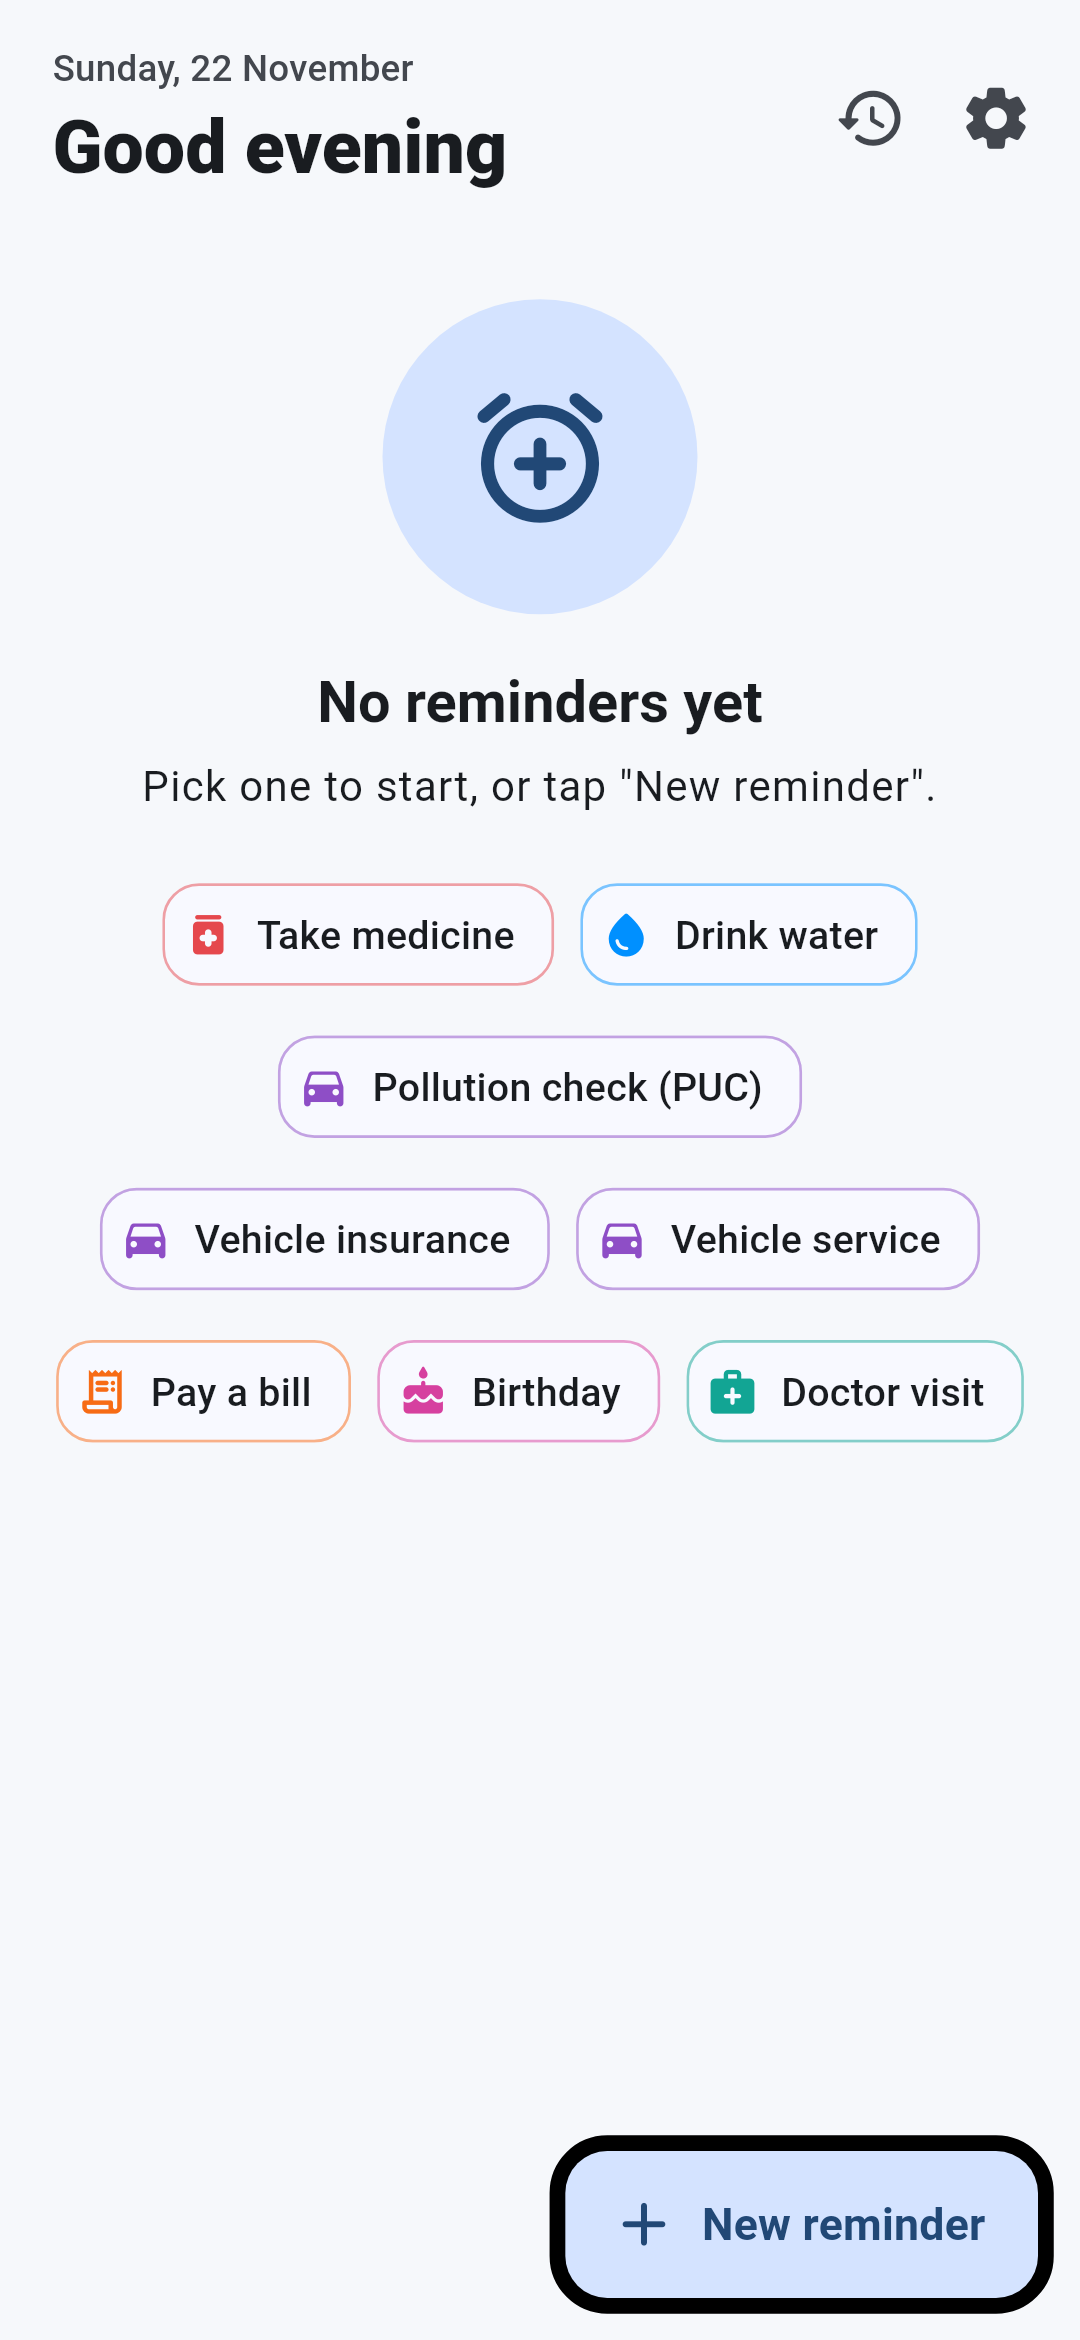 Sunday, 22 November
Good evening
No reminders yet
Pick one to start, or tap "New reminder".
Take medicine
Drink water
Pollution check (PUC)
Vehicle insurance
Vehicle service
Pay a bill
Birthday
Doctor visit
New reminder